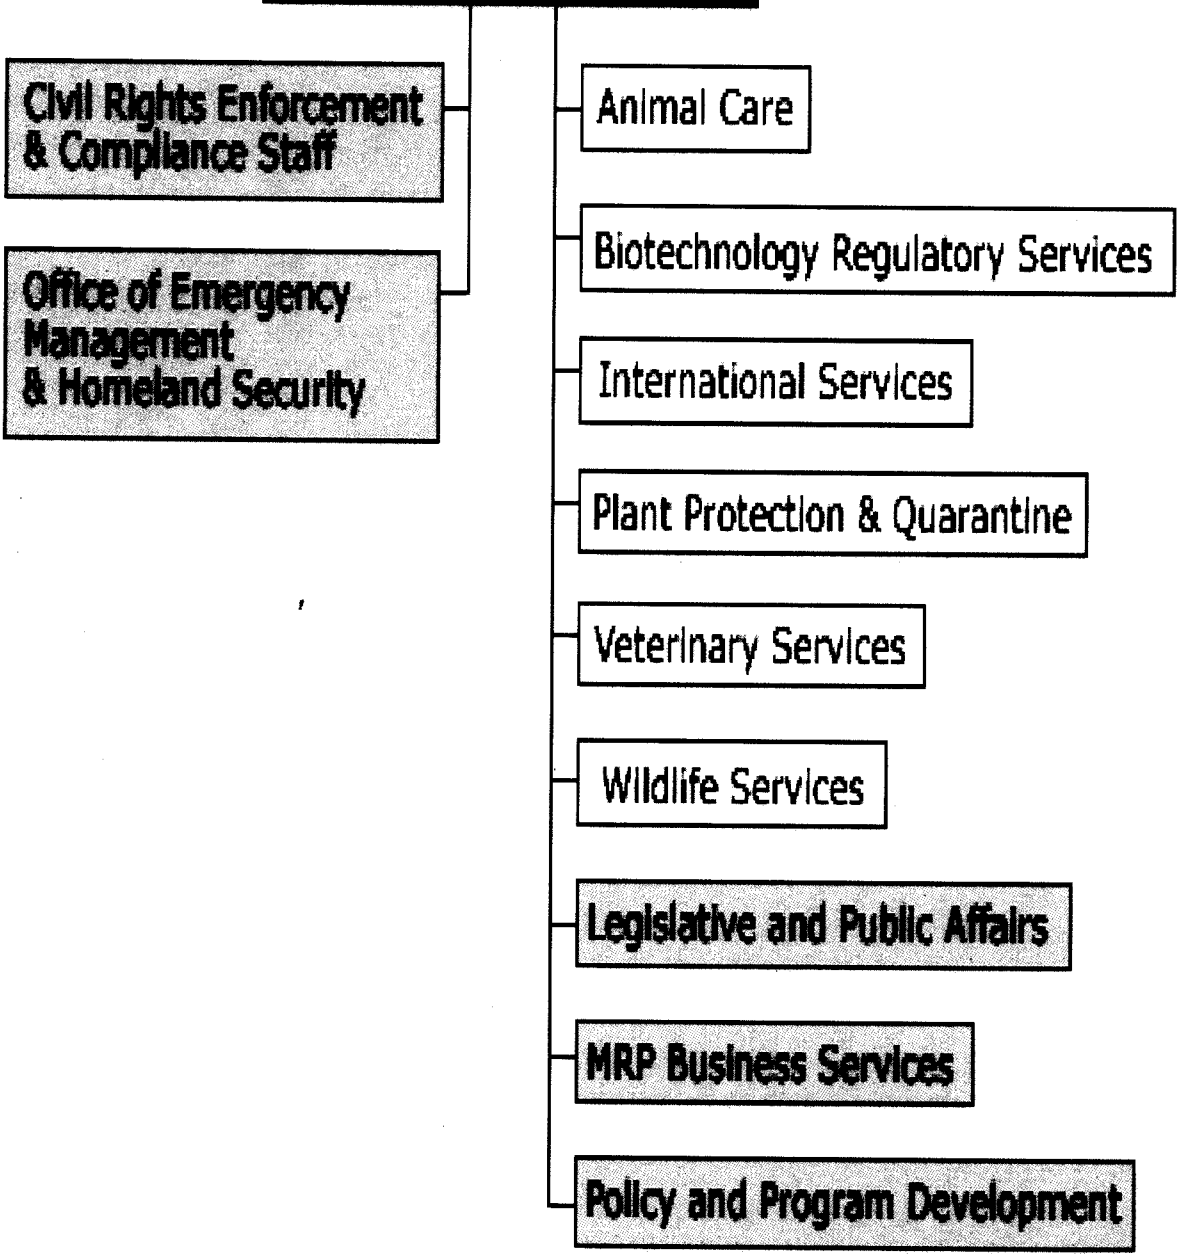 Civil Rights Enforcement
& Compliance Staff
Office of Emergency
Management
& Homeland Security
Animal Care
Biotechnology Regulatory Services
International Services
Plant Protection & Quarantine
Veterinary Services
Wildlife Services
Legislative and Public Affairs
MRP Business Services
Policy and Program Development